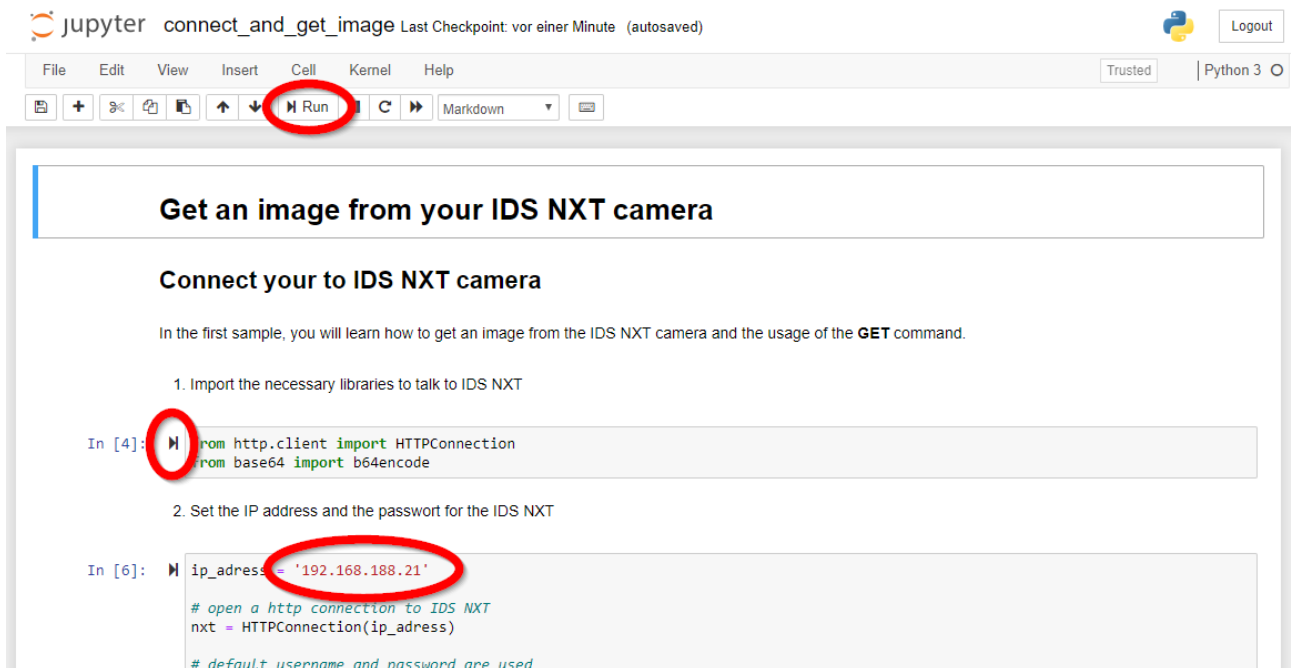 jupyter connect_and_get_image Last Checkpoint: vor einer Minute (autosaved) Logout
File Edit View Insert Cell Kernel Help Trusted Python 3
Run Markdown
Get an image from your IDS NXT camera
Connect your to IDS NXT camera
In the first sample, you will learn how to get an image from the IDS NXT camera and the usage of the GET command.
1. Import the necessary libraries to talk to IDS NXT
In [4]: from http.client import HTTPConnection
from base64 import b64encode
2. Set the IP address and the passwort for the IDS NXT
In [6]: ip_adress = '192.168.188.21'
# open a http connection to IDS NXT
nxt = HTTPConnection(ip_adress)
# default username and password are used